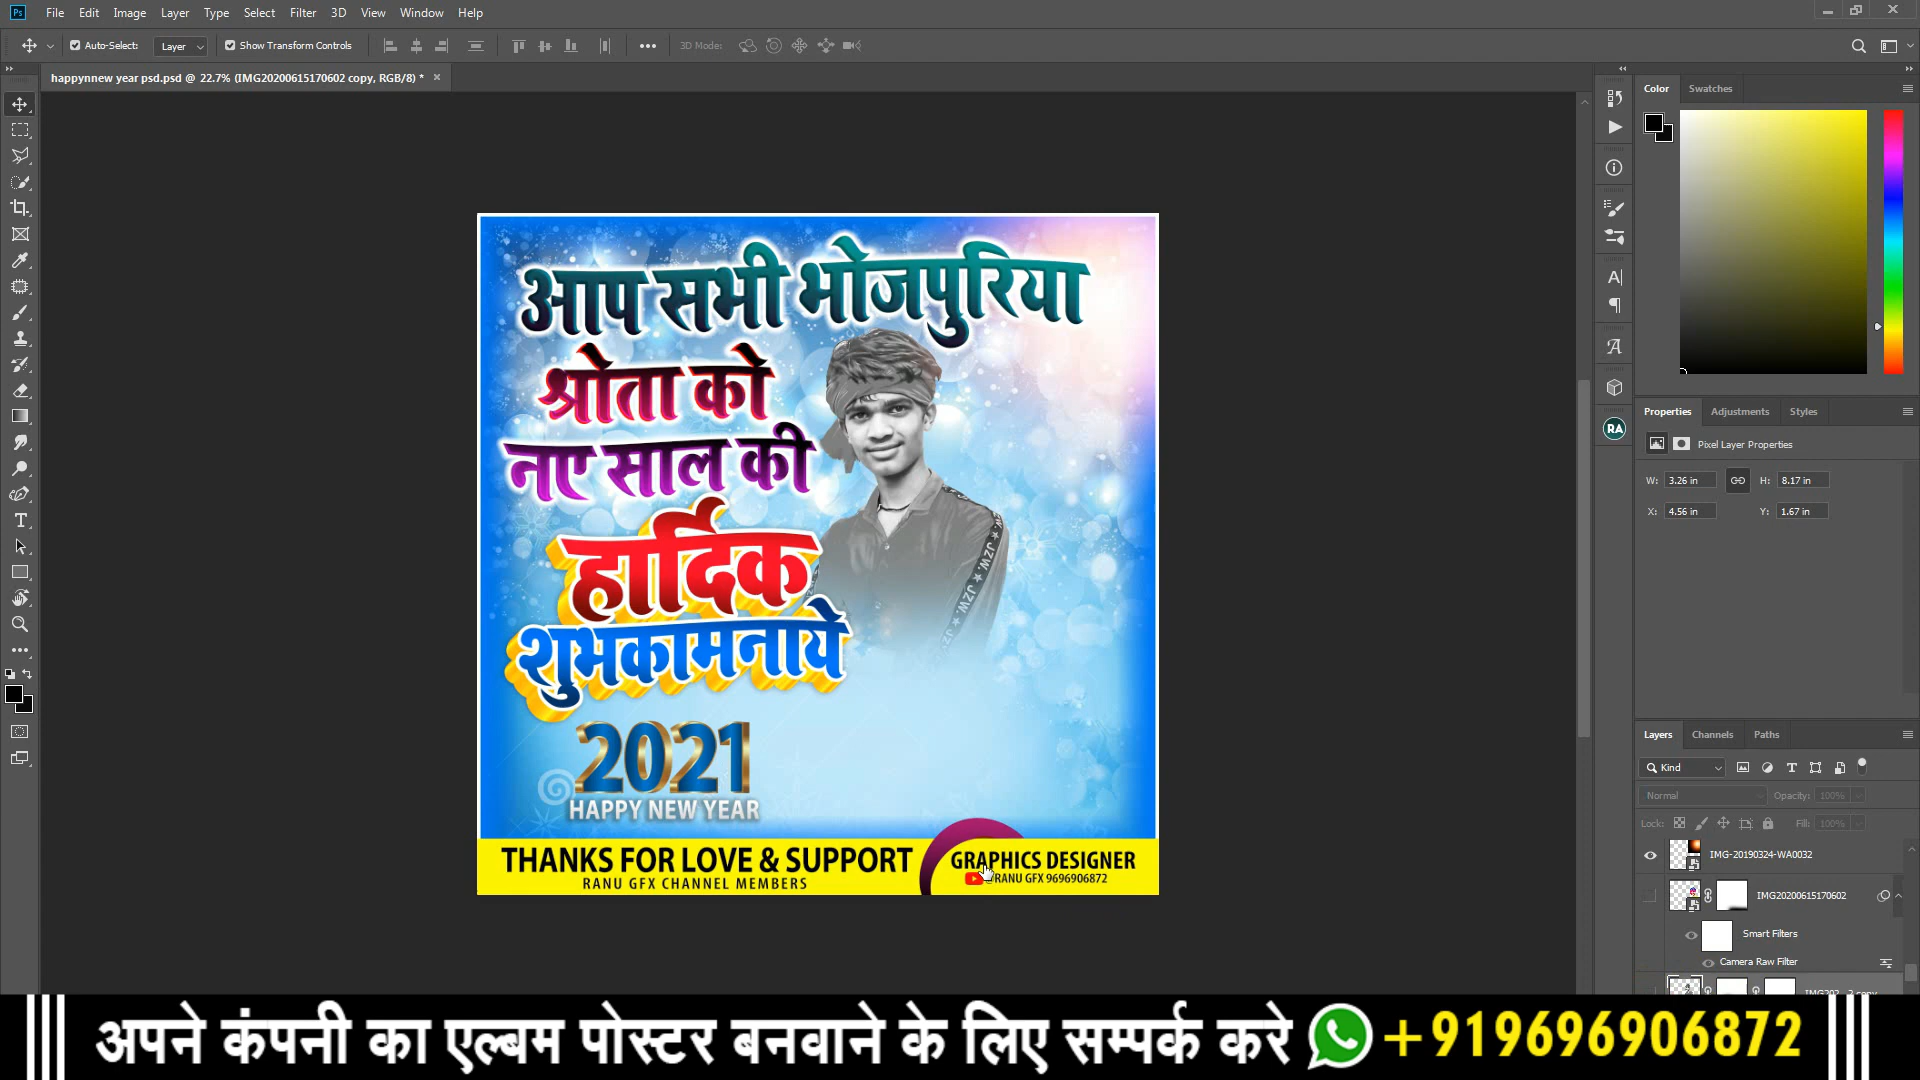 Ps File Edit Image Layer Type Select Filter 3D View Window Help
Auto-Select: Layer Show Transform Controls 3D Mode:
happynnew year psd.psd @ 22.7% (IMG20200615170602 copy, RGB/8) * ×
Color Swatches
आप सभी भोजपुरिया
श्रोता को
नए साल की
हार्दिक
शुभकामनाये
JZW. ★ JZW. ★
2021
HAPPY NEW YEAR
THANKS FOR LOVE & SUPPORT
RANU GFX CHANNEL MEMBERS
GRAPHICS DESIGNER
RANU GFX 9696906872
RA
Properties Adjustments Styles
Pixel Layer Properties
W: 3.26 in H: 8.17 in
X: 4.56 in Y: 1.67 in
Layers Channels Paths
Kind
Normal Opacity: 100%
Lock: Fill: 100%
IMG-20190324-WA0032
IMG20200615170602
Smart Filters
Camera Raw Filter
अपने कंपनी का एल्बम पोस्टर बनवाने के लिए सम्पर्क करे +919696906872